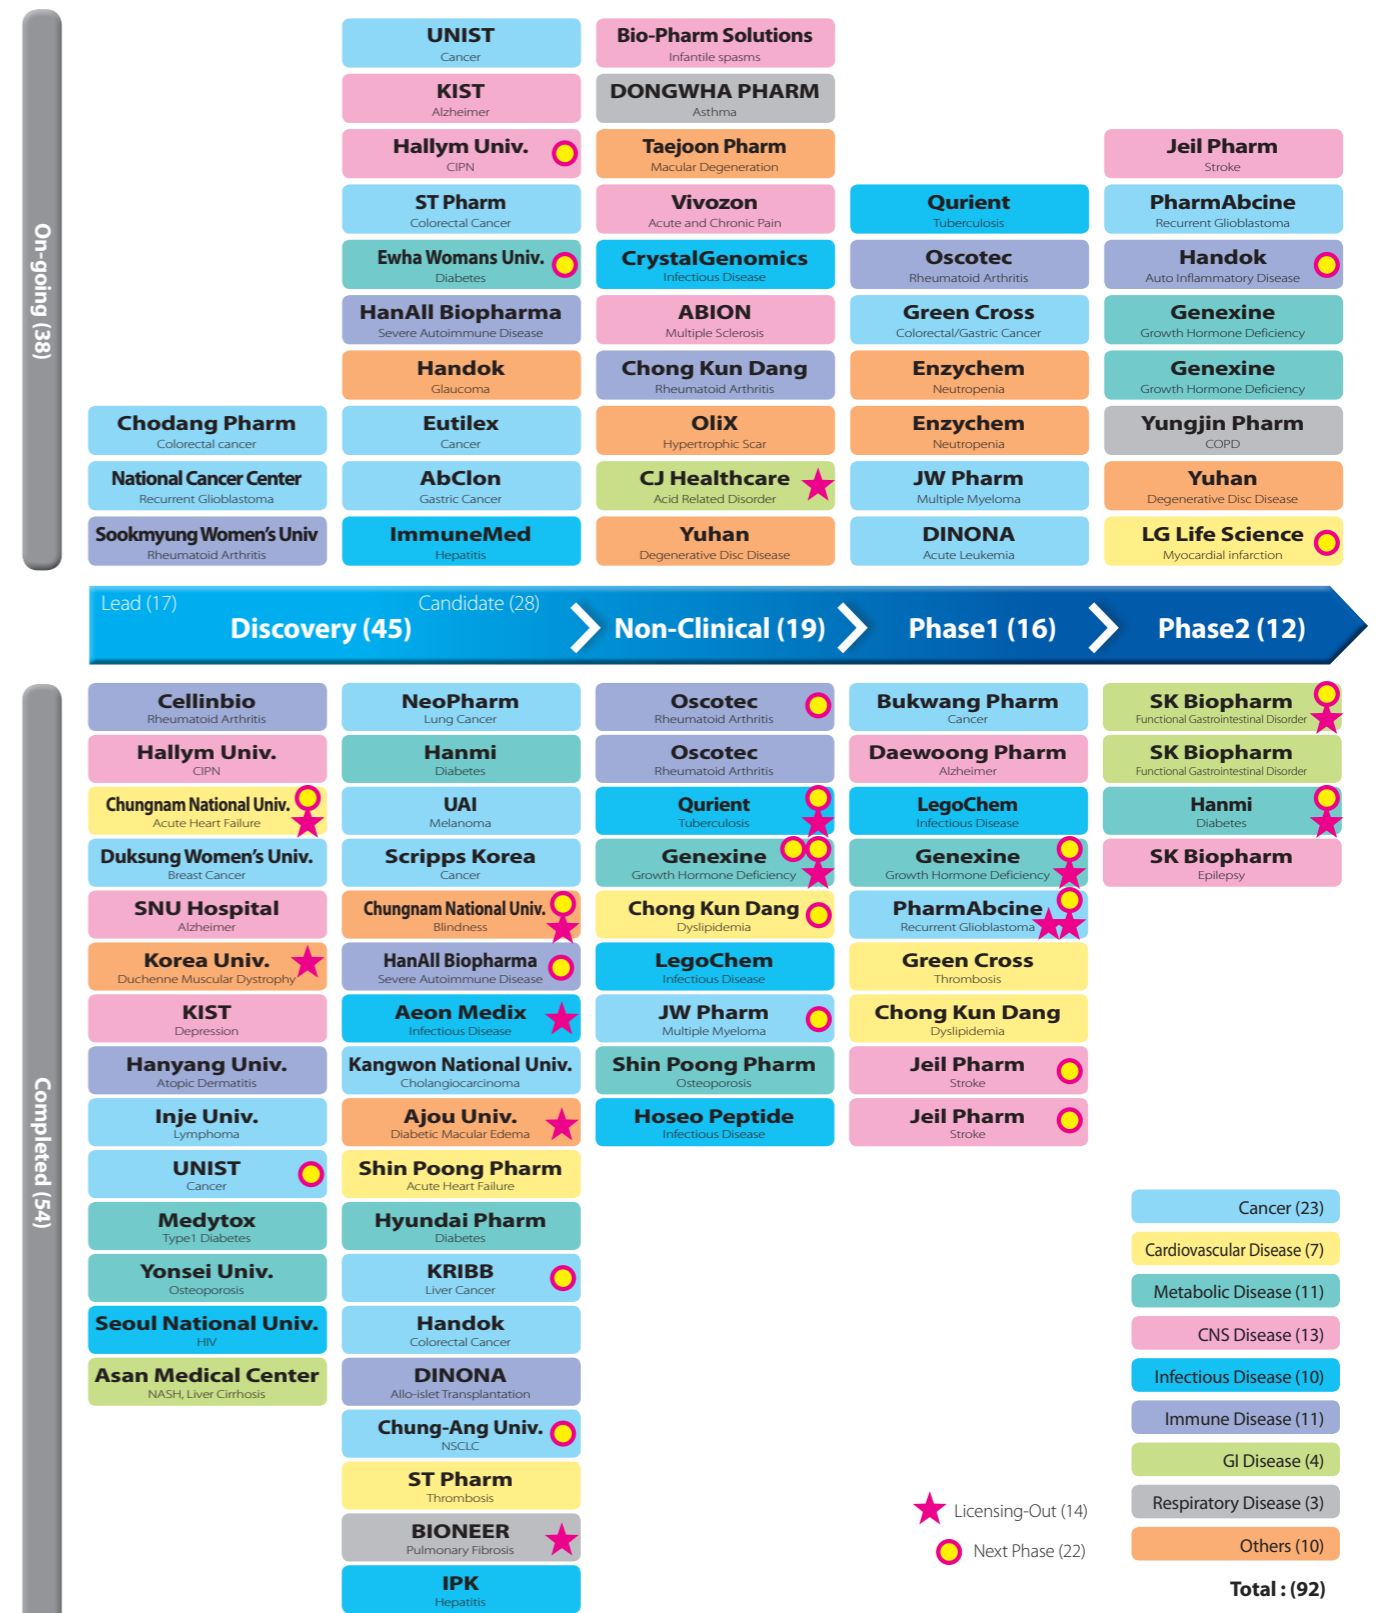 On-going (38)
Chodang Pharm
Colorectal cancer
National Cancer Center
Recurrent Glioblastoma
Sookmyung Women's Univ
Rheumatoid Arthritis
UNIST
Cancer
KIST
Alzheimer
Hallym Univ.
CIPN
ST Pharm
Colorectal Cancer
Ewha Womans Univ.
Diabetes
HanAll Biopharma
Severe Autoimmune Disease
Handok
Glaucoma
Eutilex
Cancer
AbClon
Gastric Cancer
ImmuneMed
Hepatitis
Bio-Pharm Solutions
Infantile spasms
DONGWHA PHARM
Asthma
Taejoon Pharm
Macular Degeneration
Vivozon
Acute and Chronic Pain
CrystalGenomics
Infectious Disease
ABION
Multiple Sclerosis
Chong Kun Dang
Rheumatoid Arthritis
OliX
Hypertrophic Scar
CJ Healthcare
Acid Related Disorder
Yuhan
Degenerative Disc Disease
Qurient
Tuberculosis
Oscotec
Rheumatoid Arthritis
Green Cross
Colorectal/Gastric Cancer
Enzychem
Neutropenia
Enzychem
Neutropenia
JW Pharm
Multiple Myeloma
DINONA
Acute Leukemia
Jeil Pharm
Stroke
PharmAbcine
Recurrent Glioblastoma
Handok
Auto Inflammatory Disease
Genexine
Growth Hormone Deficiency
Genexine
Growth Hormone Deficiency
Yungjin Pharm
COPD
Yuhan
Degenerative Disc Disease
LG Life Science
Myocardial infarction
Lead (17)
Candidate (28)
Discovery (45)
Non-Clinical (19)
Phase1 (16)
Phase2 (12)
Completed (54)
Cellinbio
Rheumatoid Arthritis
Hallym Univ.
CIPN
Chungnam National Univ.
Acute Heart Failure
Duksung Women's Univ.
Breast Cancer
SNU Hospital
Alzheimer
Korea Univ.
Duchenne Muscular Dystrophy
KIST
Depression
Hanyang Univ.
Atopic Dermatitis
Inje Univ.
Lymphoma
UNIST
Cancer
Medytox
Type1 Diabetes
Yonsei Univ.
Osteoporosis
Seoul National Univ.
HIV
Asan Medical Center
NASH, Liver Cirrhosis
NeoPharm
Lung Cancer
Hanmi
Diabetes
UAI
Melanoma
Scripps Korea
Cancer
Chungnam National Univ.
Blindness
HanAll Biopharma
Severe Autoimmune Disease
Aeon Medix
Infectious Disease
Kangwon National Univ.
Cholangiocarcinoma
Ajou Univ.
Diabetic Macular Edema
Shin Poong Pharm
Acute Heart Failure
Hyundai Pharm
Diabetes
KRIBB
Liver Cancer
Handok
Colorectal Cancer
DINONA
Allo-islet Transplantation
Chung-Ang Univ.
NSCLC
ST Pharm
Thrombosis
BIONEER
Pulmonary Fibrosis
IPK
Hepatitis
Oscotec
Rheumatoid Arthritis
Oscotec
Rheumatoid Arthritis
Qurient
Tuberculosis
Genexine
Growth Hormone Deficiency
Chong Kun Dang
Dyslipidemia
LegoChem
Infectious Disease
JW Pharm
Multiple Myeloma
Shin Poong Pharm
Osteoporosis
Hoseo Peptide
Infectious Disease
Bukwang Pharm
Cancer
Daewoong Pharm
Alzheimer
LegoChem
Infectious Disease
Genexine
Growth Hormone Deficiency
PharmAbcine
Recurrent Glioblastoma
Green Cross
Thrombosis
Chong Kun Dang
Dyslipidemia
Jeil Pharm
Stroke
Jeil Pharm
Stroke
SK Biopharm
Functional Gastrointestinal Disorder
SK Biopharm
Functional Gastrointestinal Disorder
Hanmi
Diabetes
SK Biopharm
Epilepsy
Licensing-Out (14)
Next Phase (22)
Cancer (23)
Cardiovascular Disease (7)
Metabolic Disease (11)
CNS Disease (13)
Infectious Disease (10)
Immune Disease (11)
GI Disease (4)
Respiratory Disease (3)
Others (10)
Total : (92)